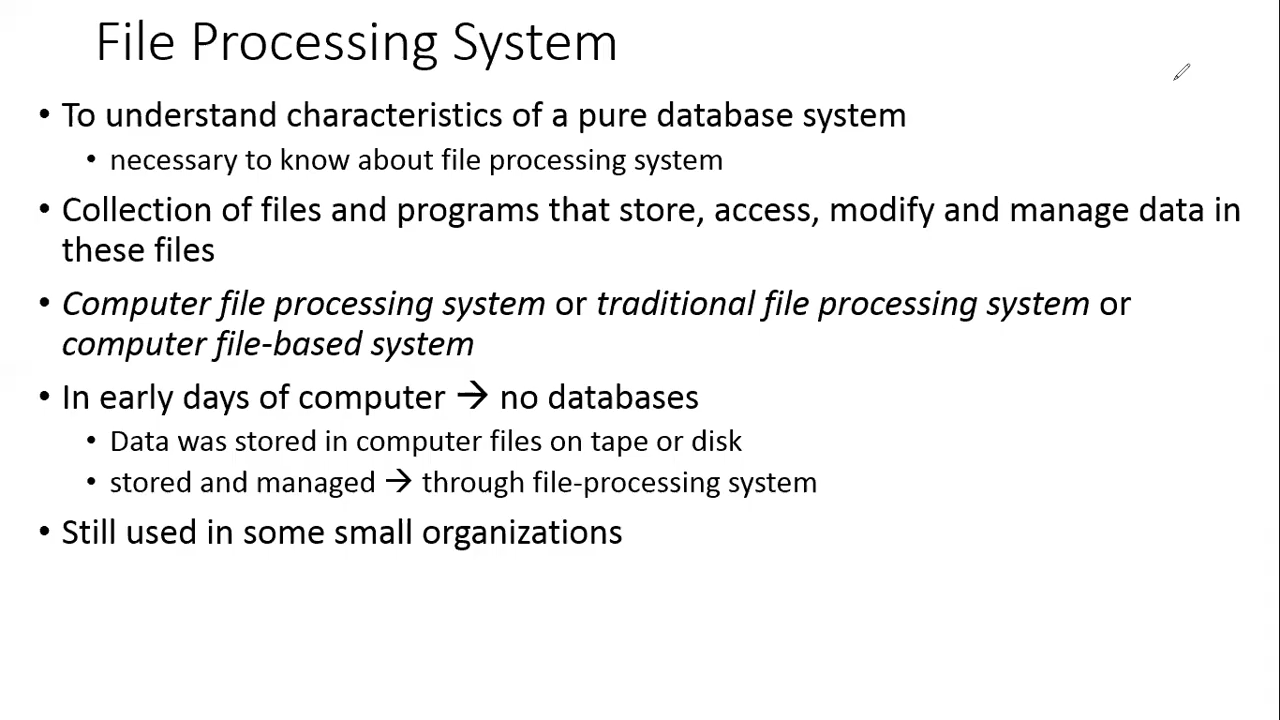 File Processing System
• To understand characteristics of a pure database system
• necessary to know about file processing system
• Collection of files and programs that store, access, modify and manage data in
these files
• Computer file processing system or traditional file processing system or
computer file-based system
• In early days of computer → no databases
• Data was stored in computer files on tape or disk
• stored and managed → through file-processing system
• Still used in some small organizations